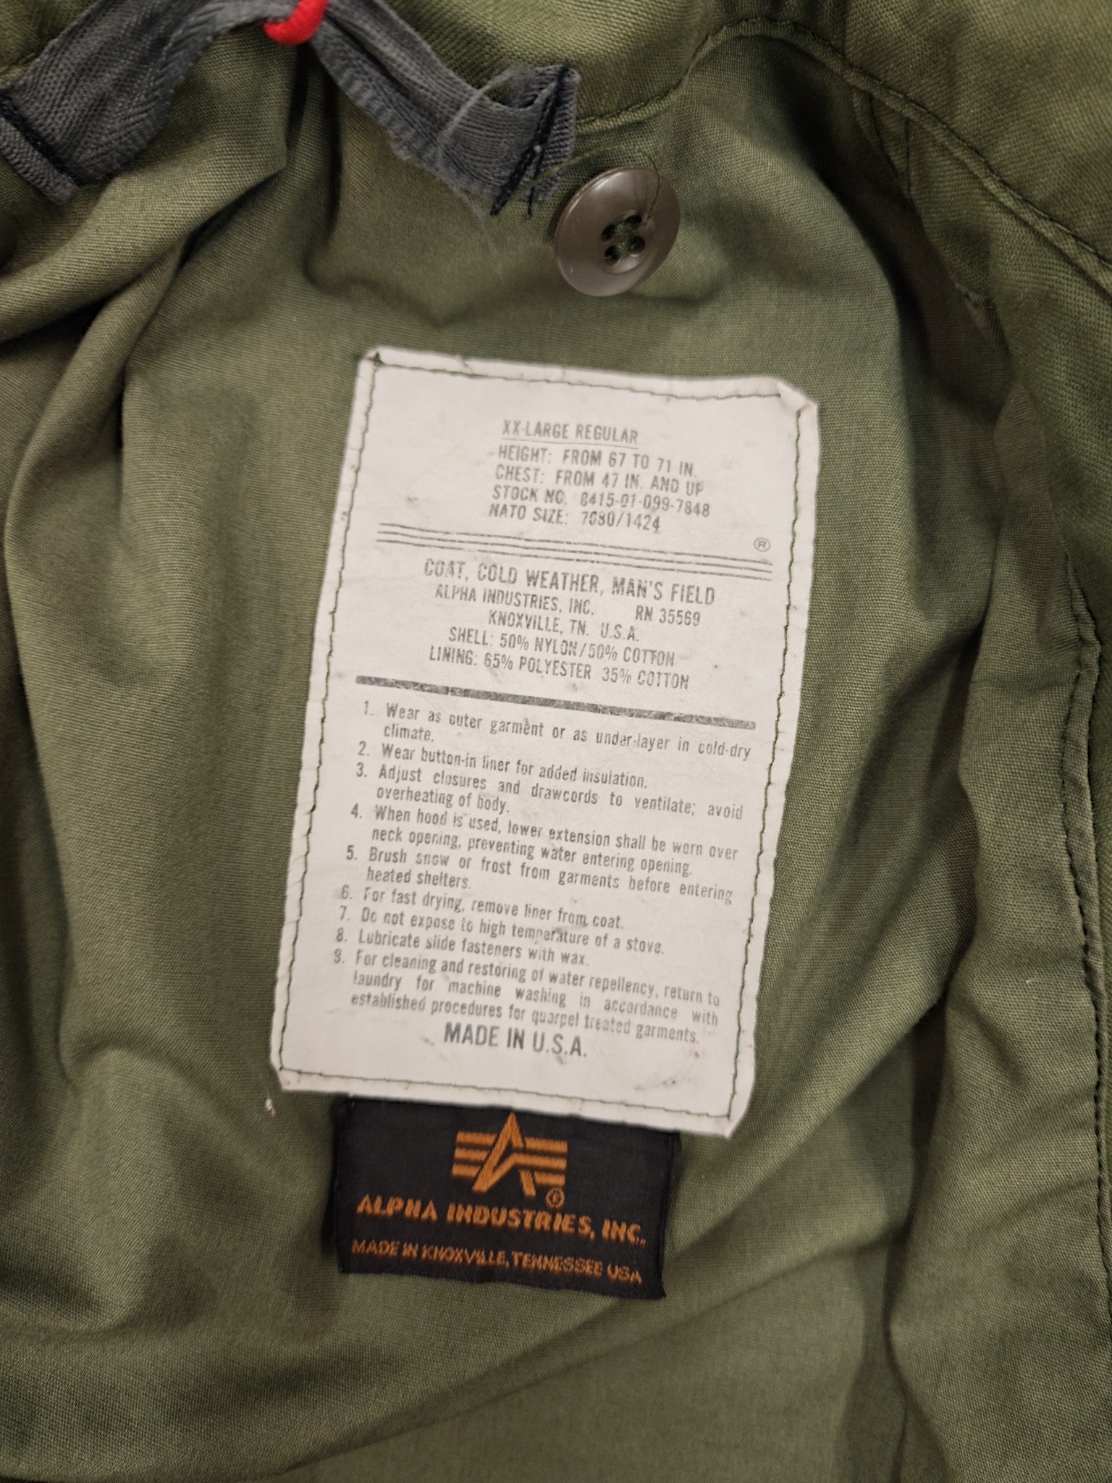 XX-LARGE REGULAR
HEIGHT: FROM 67 TO 71 IN.
CHEST: FROM 47 IN. AND UP
STOCK NO. 8415-01-099-7848
NATO SIZE: 7080/1424
®
COAT, COLD WEATHER, MAN'S FIELD
ALPHA INDUSTRIES, INC. RN 35569
KNOXVILLE, TN. U.S.A.
SHELL: 50% NYLON/50% COTTON
LINING: 65% POLYESTER 35% COTTON
1. Wear as outer garment or as under-layer in cold-dry
climate.
2. Wear button-in liner for added insulation.
3. Adjust closures and drawcords to ventilate; avoid
overheating of body.
4. When hood is used, lower extension shall be worn over
neck opening, preventing water entering opening.
5. Brush snow or frost from garments before entering
heated shelters.
6. For fast drying, remove liner from coat.
7. Do not expose to high temperature of a stove.
8. Lubricate slide fasteners with wax.
9. For cleaning and restoring of water repellency, return to
laundry for machine washing in accordance with
established procedures for quarpel treated garments.
MADE IN U.S.A.
®
ALPHA INDUSTRIES, INC.
MADE IN KNOXVILLE, TENNESSEE USA